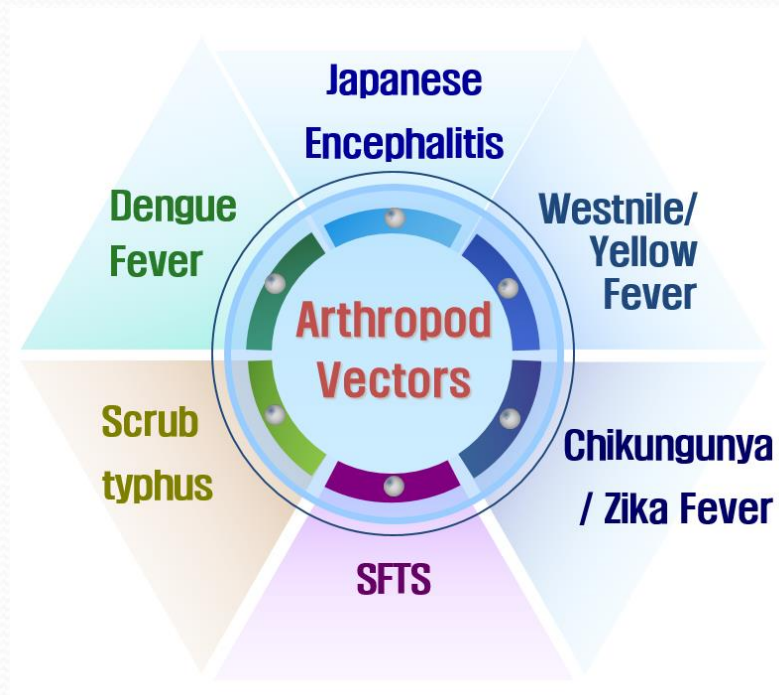 Japanese
Encephalitis
Dengue
Fever
Westnile/
Yellow
Fever
Arthropod
Vectors
Scrub
typhus
Chikungunya
/ Zika Fever
SFTS